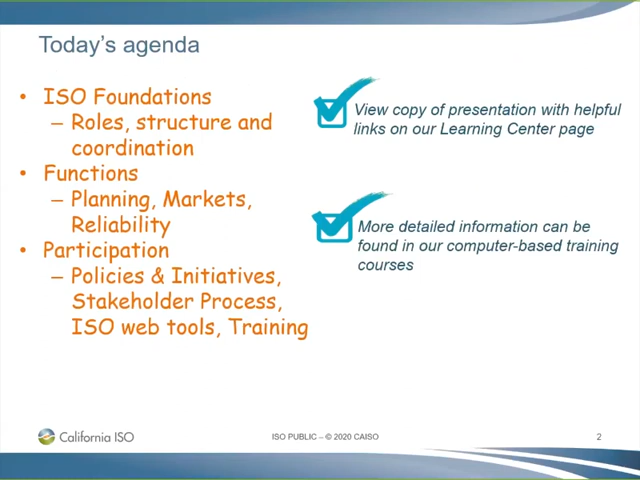 Today's agenda
• ISO Foundations
– Roles, structure and
coordination
• Functions
– Planning, Markets,
Reliability
• Participation
– Policies & Initiatives,
Stakeholder Process,
ISO web tools, Training
View copy of presentation with helpful
links on our Learning Center page
More detailed information can be
found in our computer-based training
courses
California ISO
ISO PUBLIC – © 2020 CAISO
2